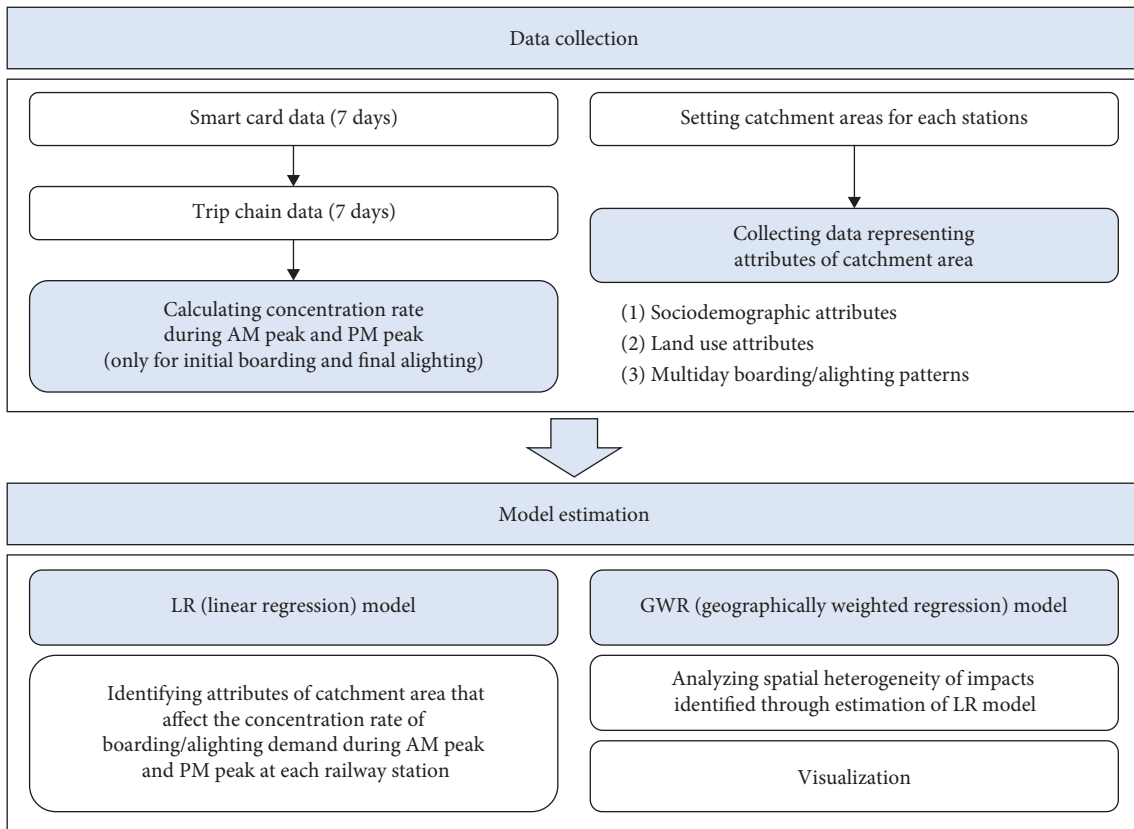 Data collection
Smart card data (7 days)
Trip chain data (7 days)
Calculating concentration rate
during AM peak and PM peak
(only for initial boarding and final alighting)
Setting catchment areas for each stations
Collecting data representing
attributes of catchment area
(1) Sociodemographic attributes
(2) Land use attributes
(3) Multiday boarding/alighting patterns
Model estimation
LR (linear regression) model
Identifying attributes of catchment area that
affect the concentration rate of
boarding/alighting demand during AM peak
and PM peak at each railway station
GWR (geographically weighted regression) model
Analyzing spatial heterogeneity of impacts
identified through estimation of LR model
Visualization